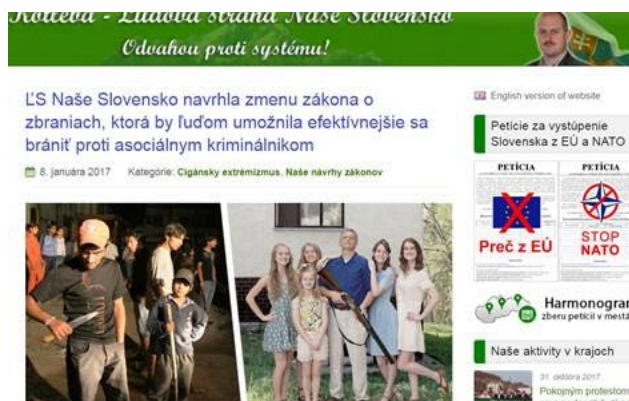 Kotleba - Ľudová strana Naše Slovensko
Odvahou proti systému!
ĽS Naše Slovensko navrhla zmenu zákona o
zbraniach, ktorá by ľuďom umožnila efektívnejšie sa
brániť proti asociálnym kriminálnikom
8. januára 2017 Kategórie: Cigánsky extrémizmus, Naše návrhy zákonov
English version of website
Petície za vystúpenie
Slovenska z EÚ a NATO
PETÍCIA
Preč z EÚ
PETÍCIA
STOP
NATO
Harmonogram
zberu petícií v mestá
Naše aktivity v krajoch
31. októbra 2017
Pokojným protestom